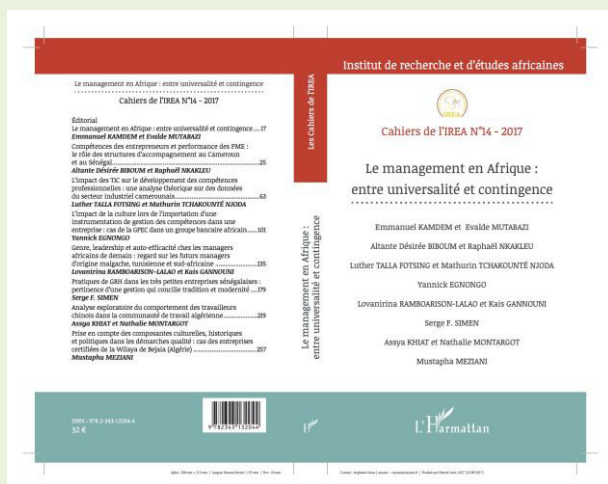 Le management en Afrique : entre universalité et contingence
Cahiers de l'IREA N°14 - 2017
Éditorial
Le management en Afrique : entre universalité et contingence ....17
Emmanuel KAMDEM et Evalde MUTABAZI
Compétences des entrepreneurs et performance des PME :
le rôle des structures d'accompagnement au Cameroun
et au Sénégal....25
Altante Désirée BIBOUM et Raphaël NKAKLEU
L'impact des TIC sur le développement des compétences
professionnelles : une analyse théorique sur des données
du secteur industriel camerounais....63
Luther TALLA FOTSING et Mathurin TCHAKOUNTÉ NJODA
L'impact de la culture lors de l'importation d'une
instrumentation de gestion des compétences dans une
entreprise : cas de la GPEC dans un groupe bancaire africain....101
Yannick EGNONGO
Genre, leadership et auto-efficacité chez les managers
africains de demain : regard sur les futurs managers
d'origine malgache, tunisienne et sud-africaine....135
Lovanirina RAMBOARISON-LALAO et Kais GANNOUNI
Pratiques de GRH dans les très petites entreprises sénégalaises :
pertinence d'une gestion qui concilie tradition et modernité ....179
Serge F. SIMEN
Analyse exploratoire du comportement des travailleurs
chinois dans la communauté de travail algérienne....219
Assya KHIAT et Nathalie MONTARGOT
Prise en compte des composantes culturelles, historiques
et politiques dans les démarches qualité : cas des entreprises
certifiées de la Wilaya de Bejaia (Algérie)....257
Mustapha MEZIANI
ISBN : 978-2-343-13204-4
32 €
9 782343 132044
Les Cahiers de l'IREA
Le management en Afrique :
entre universalité et contingence
Institut de recherche et d'études africaines
IREA
Cahiers de l'IREA N°14 - 2017
Le management en Afrique :
entre universalité et contingence
Emmanuel KAMDEM et Evalde MUTABAZI
Altante Désirée BIBOUM et Raphaël NKAKLEU
Luther TALLA FOTSING et Mathurin TCHAKOUNTÉ NJODA
Yannick EGNONGO
Lovanirina RAMBOARISON-LALAO et Kais GANNOUNI
Serge F. SIMEN
Assya KHIAT et Nathalie MONTARGOT
Mustapha MEZIANI
L'Harmattan